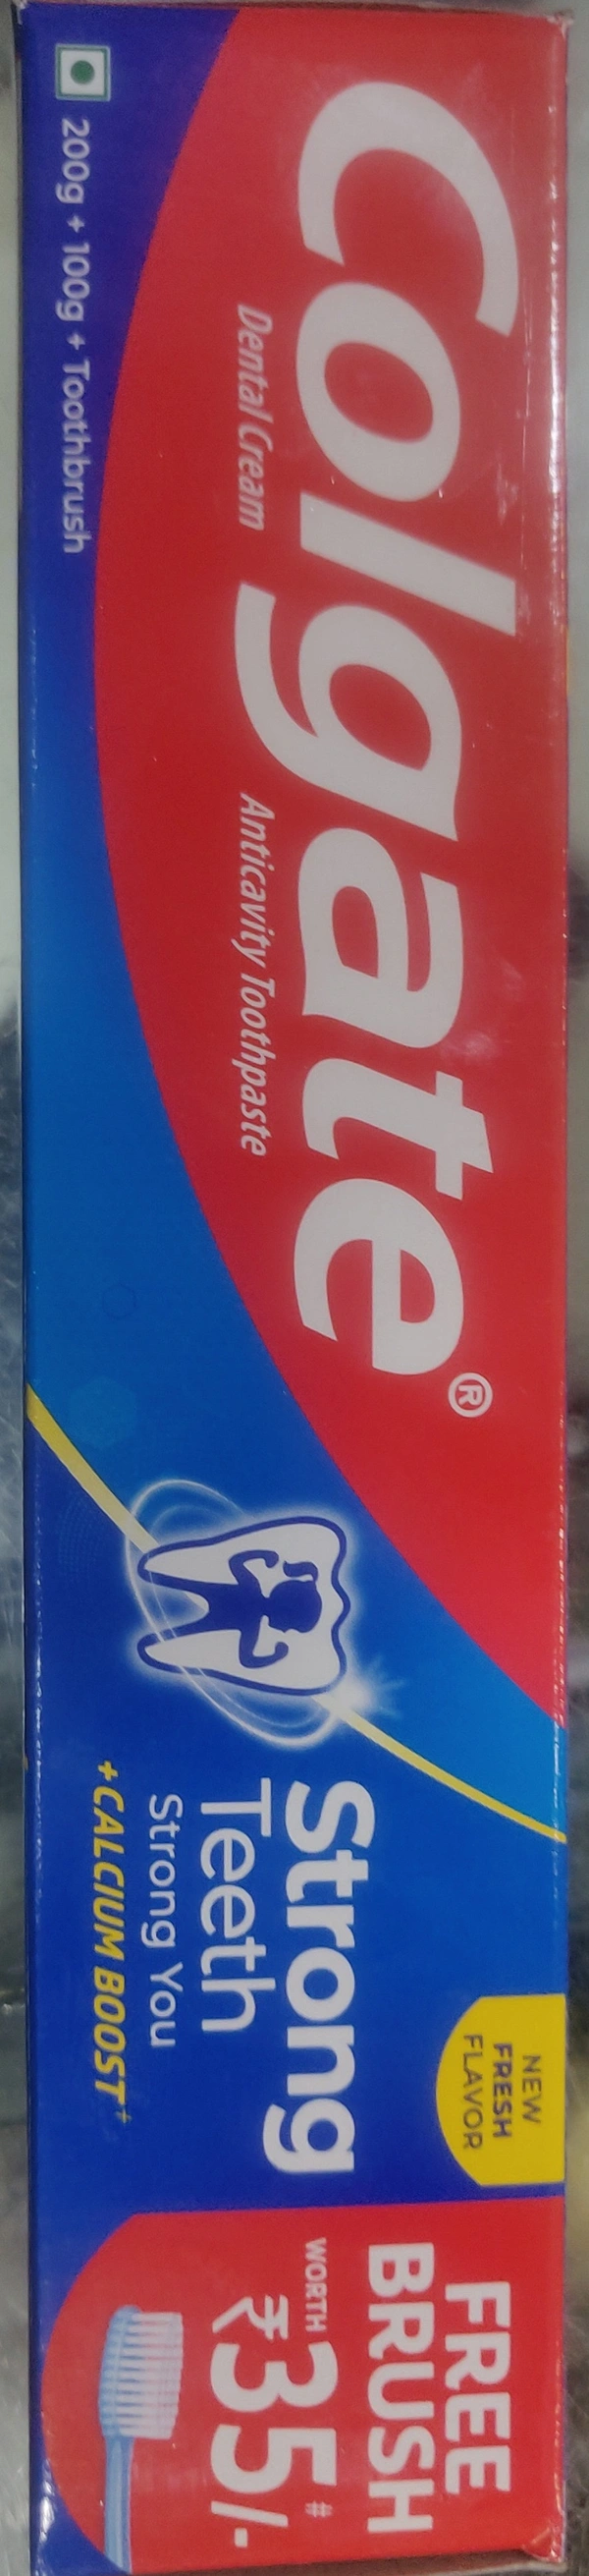 Colgate®
Dental Cream
Anticavity Toothpaste
200g + 100g + Toothbrush
Strong
Teeth
Strong You
+CALCIUM BOOST†
NEW
FRESH
FLAVOR
FREE
BRUSH
WORTH
₹35/-#